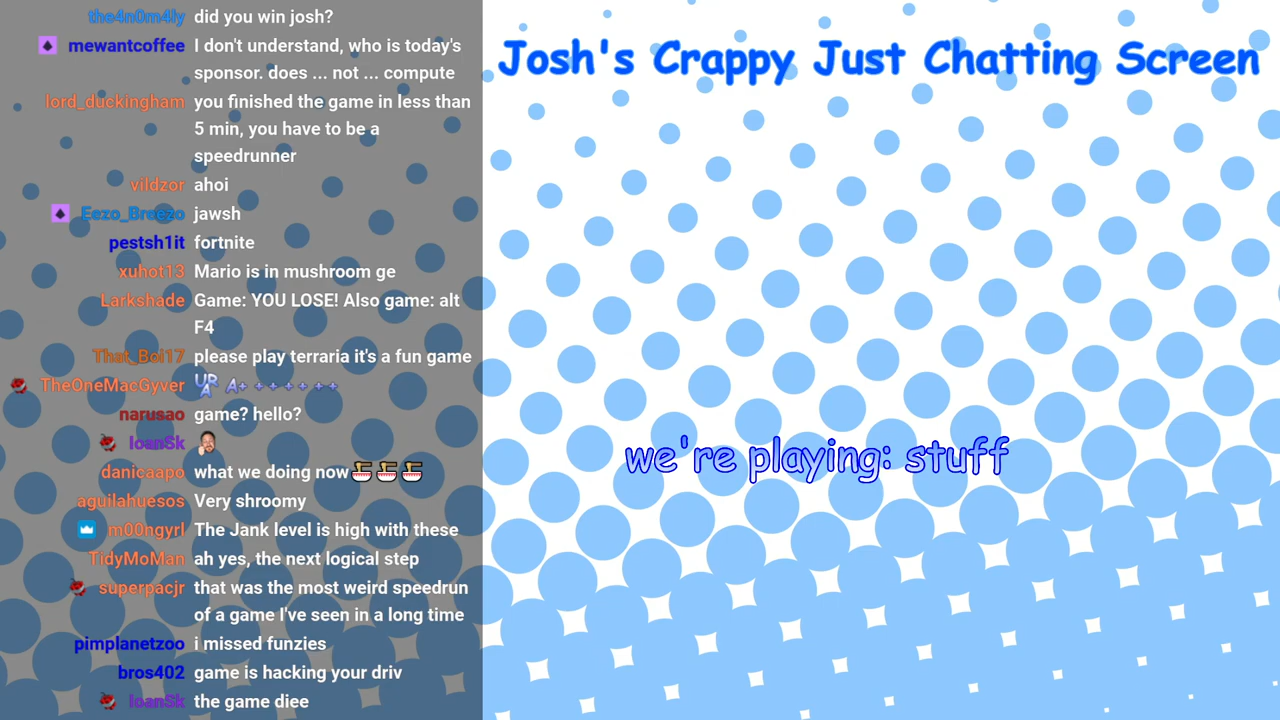 the4n0m4ly did you win josh?
mewantcoffee I don't understand, who is today's
sponsor. does ... not ... compute
lord_duckingham you finished the game in less than
5 min, you have to be a
speedrunner
vildzor ahoi
Eezo_Breezo jawsh
pestsh1it fortnite
xuhot13 Mario is in mushroom ge
Larkshade Game: YOU LOSE! Also game: alt
F4
That_Boi17 please play terraria it's a fun game
TheOneMacGyver UR A A+ + + + + + +
narusao game? hello?
IoanSk
danicaapo what we doing now
aguilahuesos Very shroomy
m00ngyrl The Jank level is high with these
TidyMoMan ah yes, the next logical step
superpacjr that was the most weird speedrun
of a game I've seen in a long time
pimplanetzoo i missed funzies
bros402 game is hacking your driv
IoanSk the game diee
Josh's Crappy Just Chatting Screen
we're playing: stuff